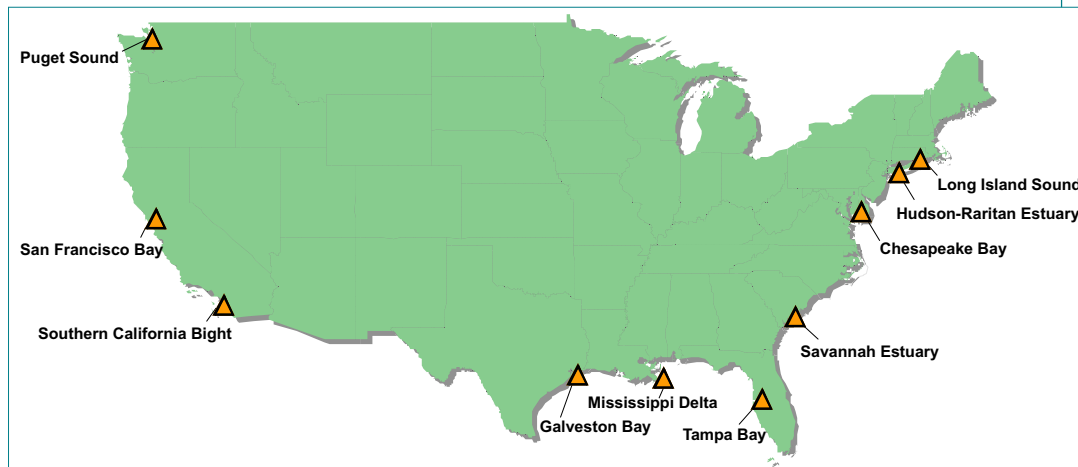 Puget Sound
Long Island Sound
Hudson-Raritan Estuary
San Francisco Bay
Chesapeake Bay
Southern California Bight
Savannah Estuary
Mississippi Delta
Galveston Bay
Tampa Bay